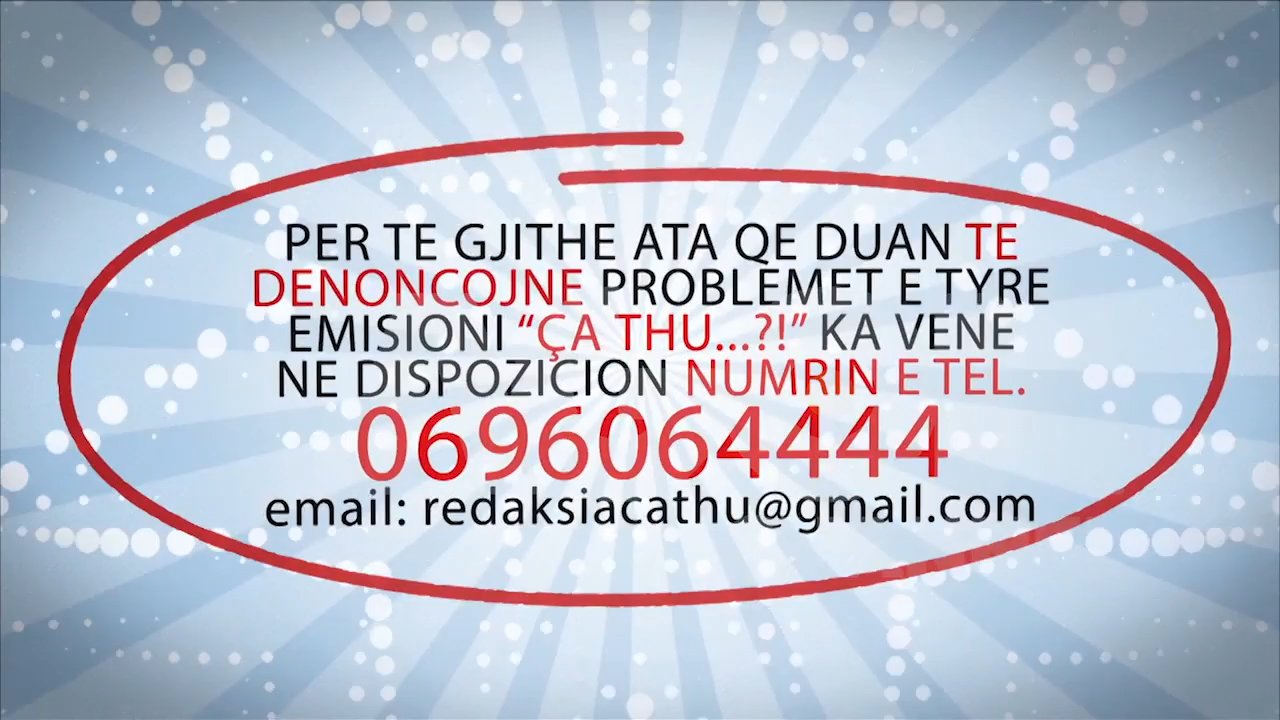 PER TE GJITHE ATA QE DUAN TE
DENONCOJNE PROBLEMET E TYRE
EMISIONI “ÇA THU...?!” KA VENE
NE DISPOZICION NUMRIN E TEL.
0696064444
email: redaksiacathu@gmail.com